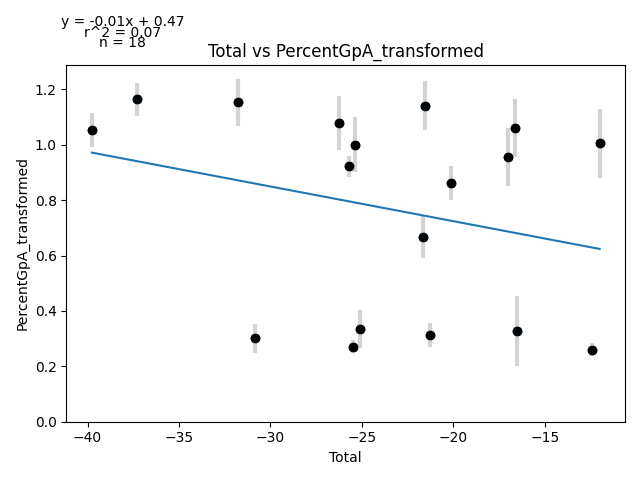 y = -0.01x + 0.47
r^2 = 0.07
n = 18
Total vs PercentGpA_transformed
PercentGpA_transformed
1.2
1.0
0.8
0.6
0.4
0.2
0.0
−40
−35
−30
−25
−20
−15
Total